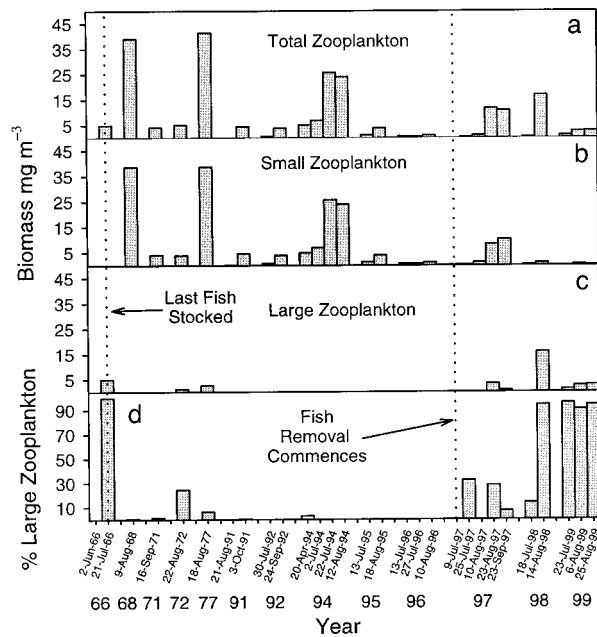 45
35
25
15
5
Total Zooplankton
a
45
35
25
15
5
Small Zooplankton
b
Biomass mg m⁻³
45
35
25
15
5
Last Fish
Stocked
Large Zooplankton
c
% Large Zooplankton
90
70
50
30
10
d
Fish
Removal
Commences
2-Jun-66
21-Jul-66
9-Aug-68
16-Sep-71
22-Aug-72
18-Aug-77
21-Aug-91
3-Oct-91
30-Jul-92
24-Sep-92
20-Apr-94
2-Jul-94
22-Jul-94
12-Aug-94
13-Jul-95
18-Aug-95
13-Jul-96
27-Jul-96
10-Aug-96
9-Jul-97
25-Jul-97
10-Aug-97
23-Aug-97
23-Sep-97
18-Jul-98
14-Aug-98
23-Jul-99
6-Aug-99
25-Aug-99
66 68 71 72 77 91 92 94 95 96 97 98 99
Year